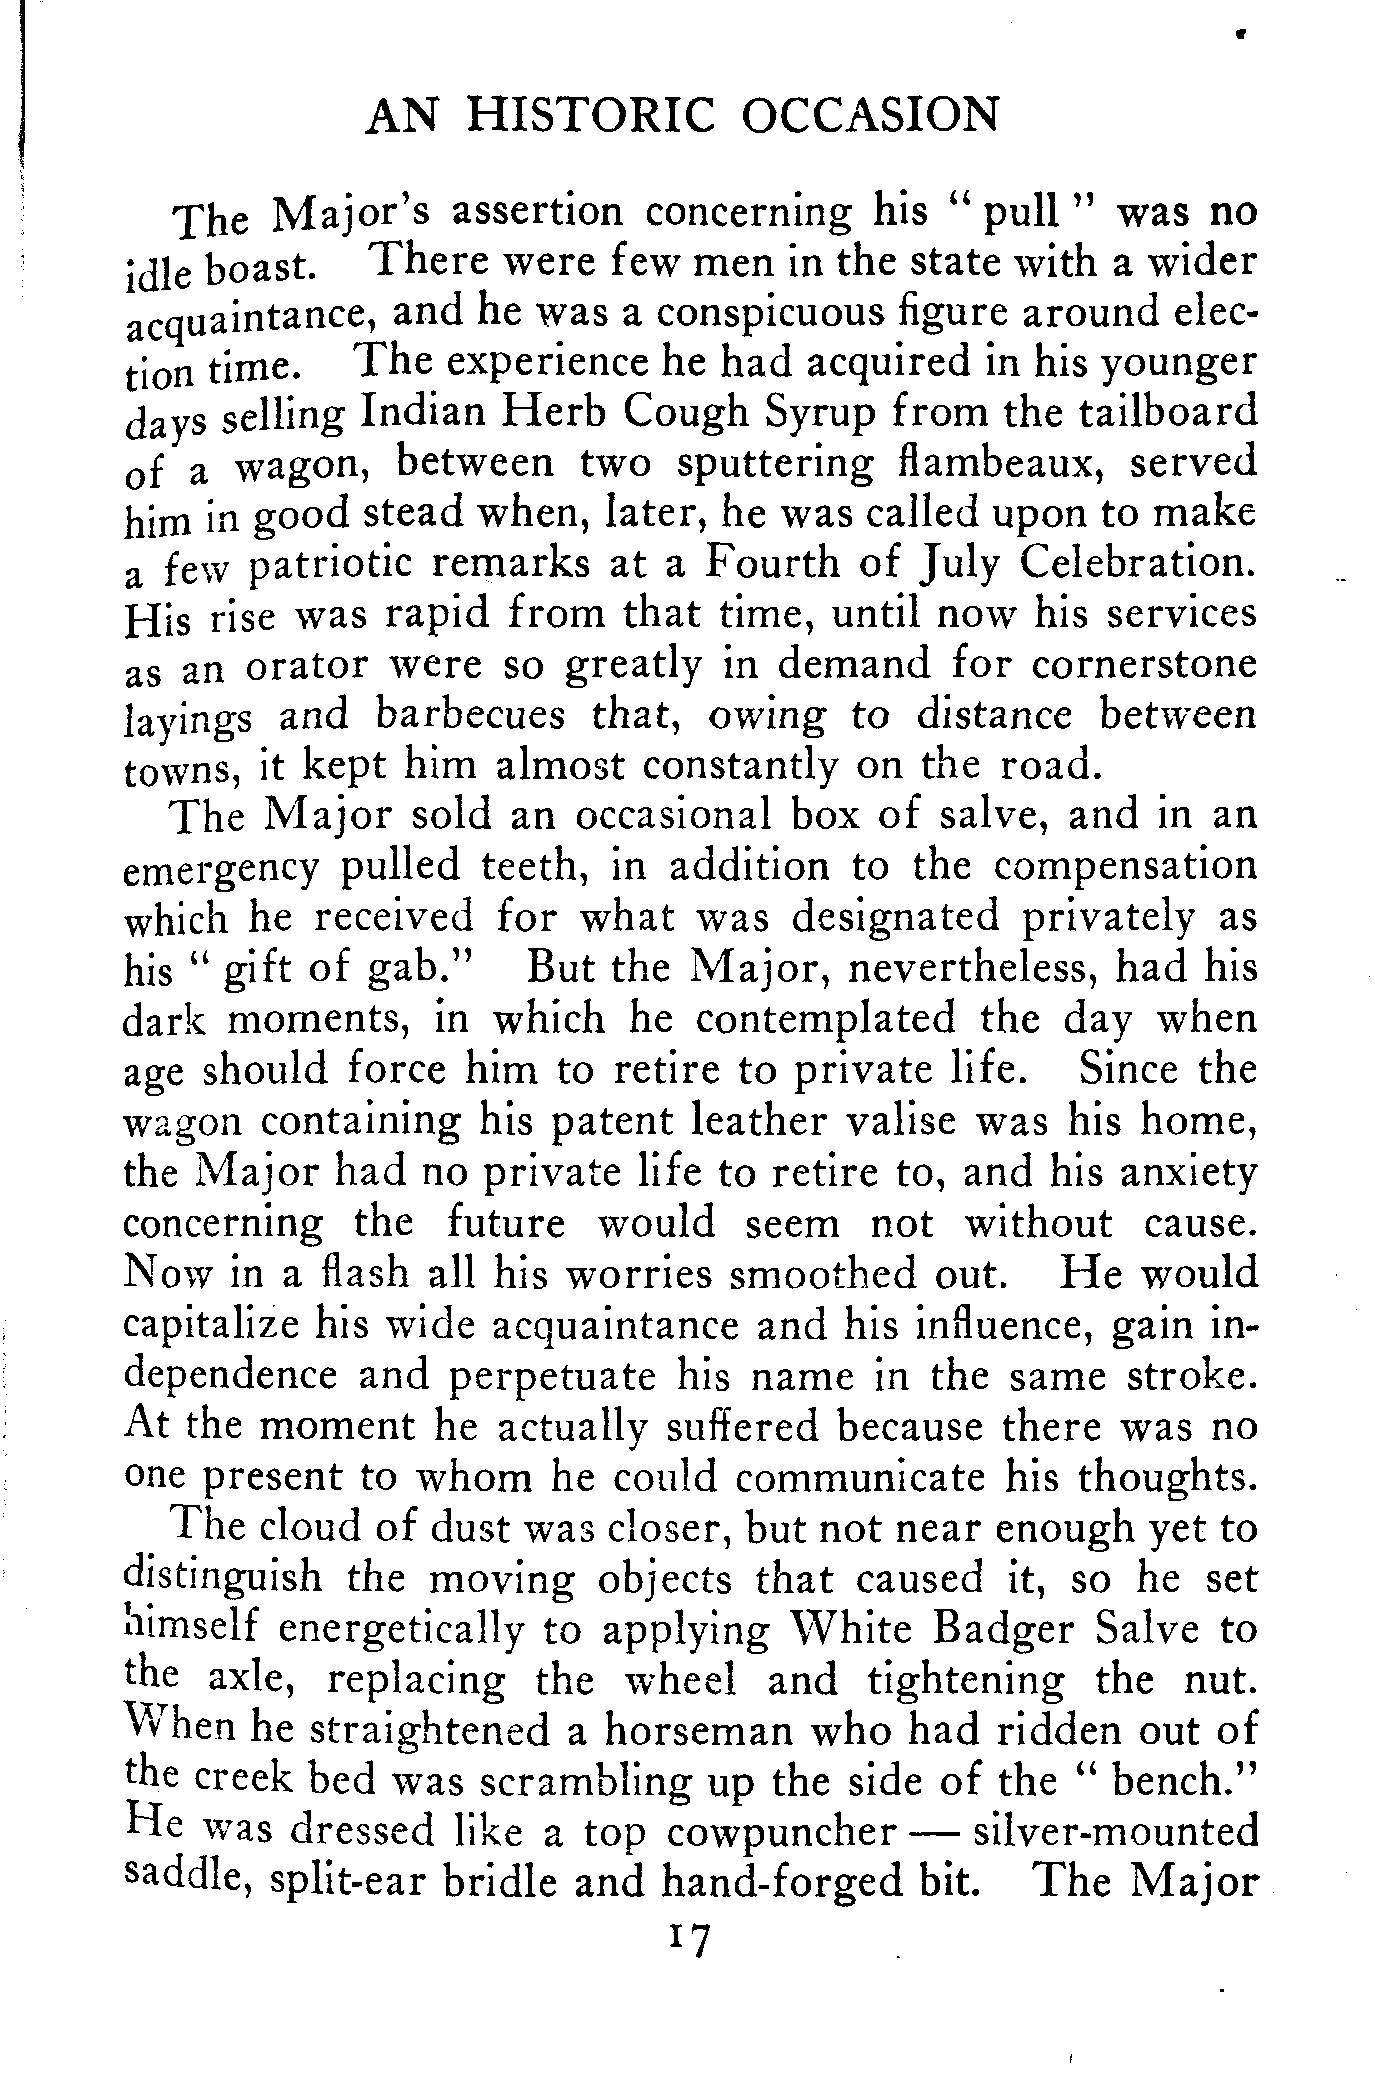 AN HISTORIC OCCASION
The Major's assertion concerning his " pull " was no
idle boast. There were few men in the state with a wider
acquaintance, and he was a conspicuous figure around elec-
tion time. The experience he had acquired in his younger
days selling Indian Herb Cough Syrup from the tailboard
of a wagon, between two sputtering flambeaux, served
him in good stead when, later, he was called upon to make
a few patriotic remarks at a Fourth of July Celebration.
His rise was rapid from that time, until now his services
as an orator were so greatly in demand for cornerstone
layings and barbecues that, owing to distance between
towns, it kept him almost constantly on the road.
The Major sold an occasional box of salve, and in an
emergency pulled teeth, in addition to the compensation
which he received for what was designated privately as
his " gift of gab." But the Major, nevertheless, had his
dark moments, in which he contemplated the day when
age should force him to retire to private life. Since the
wagon containing his patent leather valise was his home,
the Major had no private life to retire to, and his anxiety
concerning the future would seem not without cause.
Now in a flash all his worries smoothed out. He would
capitalize his wide acquaintance and his influence, gain in-
dependence and perpetuate his name in the same stroke.
At the moment he actually suffered because there was no
one present to whom he could communicate his thoughts.
The cloud of dust was closer, but not near enough yet to
distinguish the moving objects that caused it, so he set
himself energetically to applying White Badger Salve to
the axle, replacing the wheel and tightening the nut.
When he straightened a horseman who had ridden out of
the creek bed was scrambling up the side of the " bench."
He was dressed like a top cowpuncher — silver-mounted
saddle, split-ear bridle and hand-forged bit. The Major
17